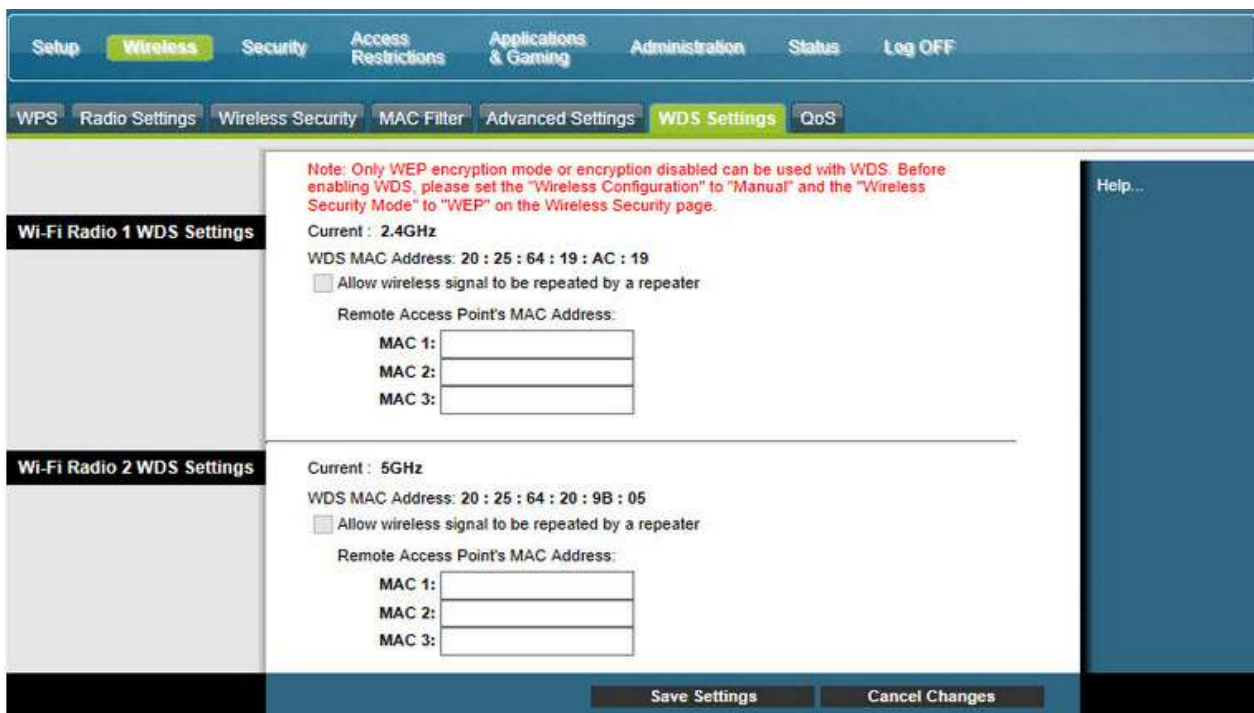 Setup Wireless Security Access Restrictions Applications & Gaming Administration Status Log OFF
WPS Radio Settings Wireless Security MAC Filter Advanced Settings WDS Settings QoS
Note: Only WEP encryption mode or encryption disabled can be used with WDS. Before
enabling WDS, please set the "Wireless Configuration" to "Manual" and the "Wireless
Security Mode" to "WEP" on the Wireless Security page.
Help...
Wi-Fi Radio 1 WDS Settings
Current : 2.4GHz
WDS MAC Address: 20 : 25 : 64 : 19 : AC : 19
Allow wireless signal to be repeated by a repeater
Remote Access Point's MAC Address:
MAC 1:
MAC 2:
MAC 3:
Wi-Fi Radio 2 WDS Settings
Current : 5GHz
WDS MAC Address: 20 : 25 : 64 : 20 : 9B : 05
Allow wireless signal to be repeated by a repeater
Remote Access Point's MAC Address:
MAC 1:
MAC 2:
MAC 3:
Save Settings Cancel Changes